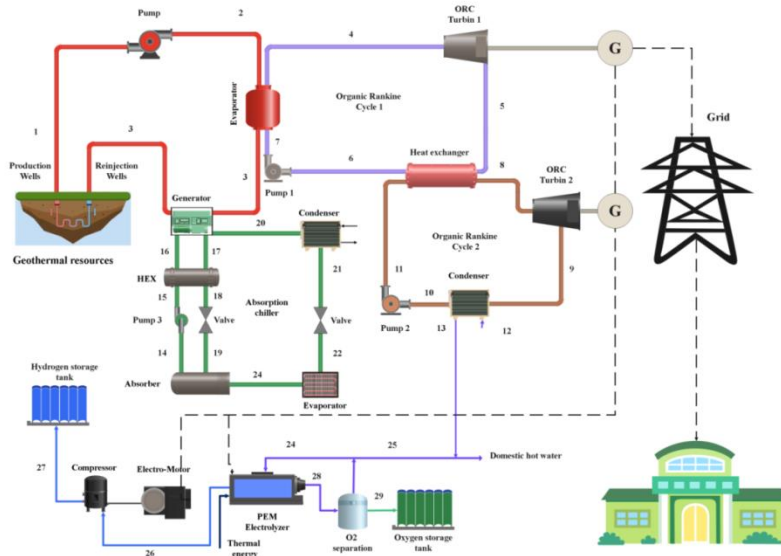 Pump
2
4
ORC
Turbin 1
G
Evaporator
Organic Rankine
Cycle 1
5
Grid
1
3
7
6
Heat exchanger
8
Production
Wells
Reinjection
Wells
3
Pump 1
ORC
Turbin 2
G
Generator
20
Condenser
Geothermal resources
16
17
Organic Rankine
Cycle 2
HEX
21
11
Condenser
9
15
18
Absorption
chiller
10
Pump 3
Valve
Valve
Pump 2
13
12
14
19
22
Absorber
24
Evaporator
Hydrogen storage
tank
24
25
Domestic hot water
27
Compressor
Electro-Motor
28
29
PEM
Electrolyzer
26
Thermal
energy
O2
separation
Oxygen storage
tank